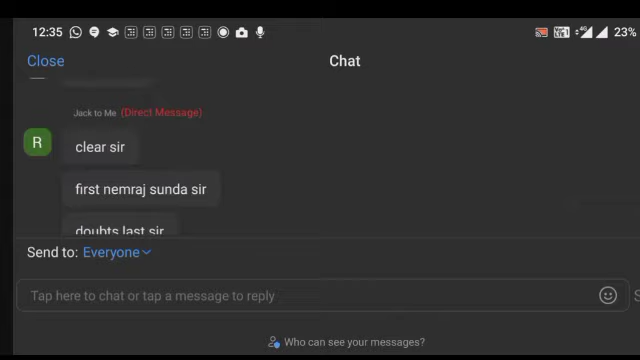 12:35 23%
Close Chat
Jack to Me (Direct Message)
R
clear sir
first nemraj sunda sir
doubts last sir
Send to: Everyone
Tap here to chat or tap a message to reply
Who can see your messages?